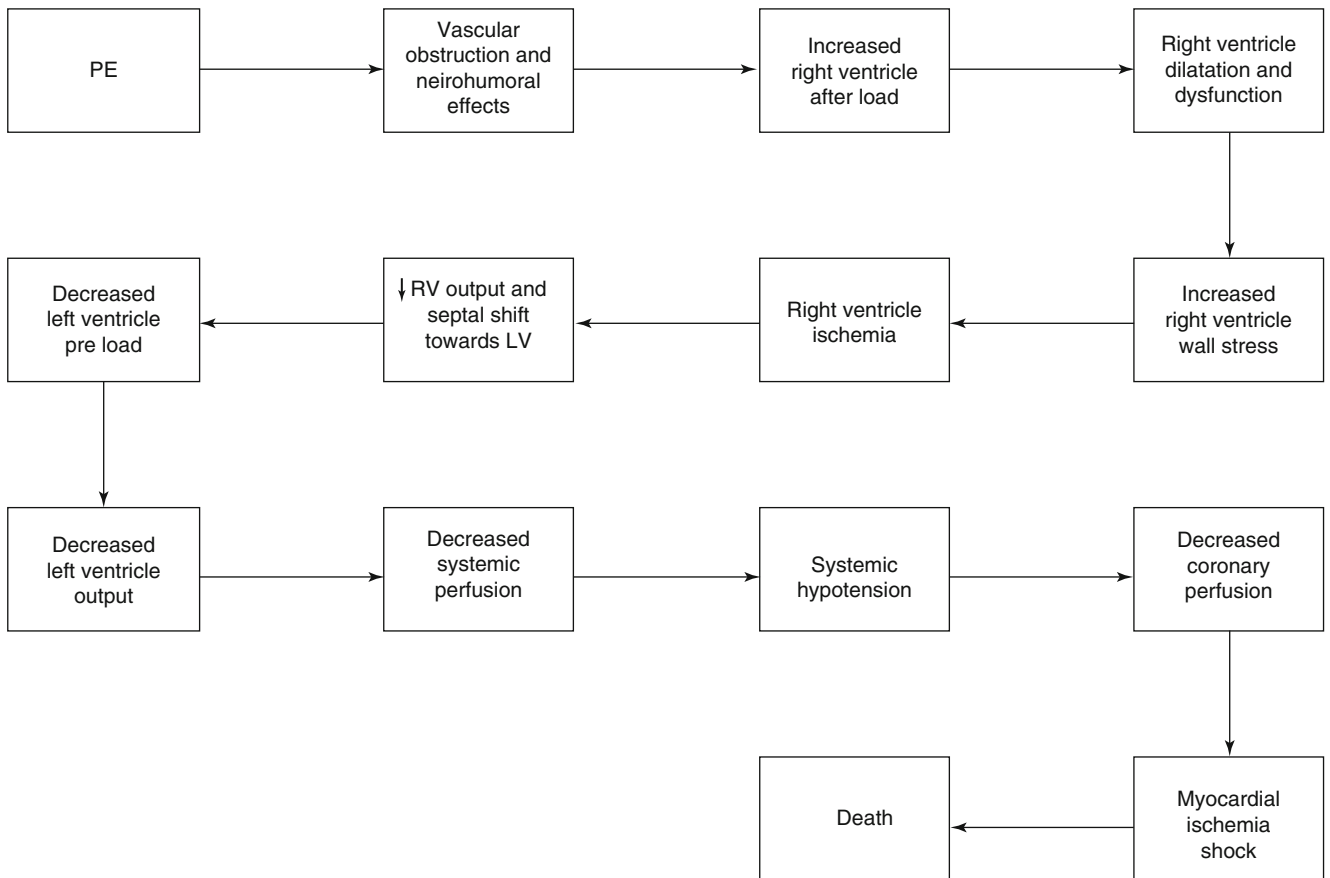 PE
Vascular
obstruction and
neirohumoral
effects
Increased
right ventricle
after load
Right ventricle
dilatation and
dysfunction
Increased
right ventricle
wall stress
Right ventricle
ischemia
↓RV output and
septal shift
towards LV
Decreased
left ventricle
pre load
Decreased
left ventricle
output
Decreased
systemic
perfusion
Systemic
hypotension
Decreased
coronary
perfusion
Myocardial
ischemia
shock
Death